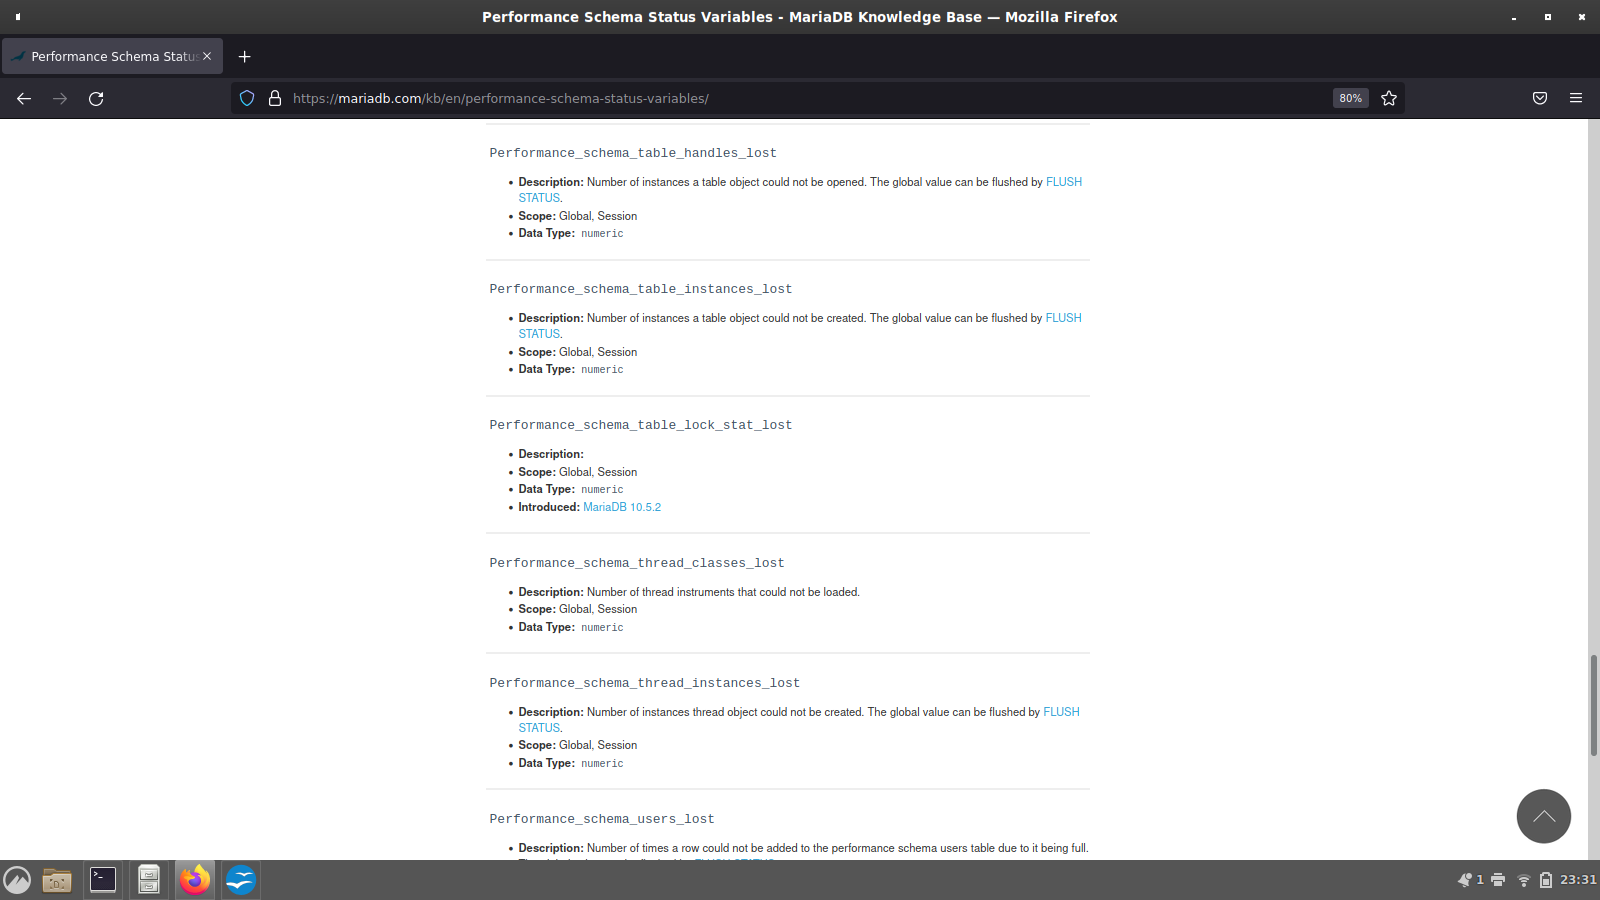 Performance Schema Status Variables - MariaDB Knowledge Base — Mozilla Firefox
Performance Schema Status
https://mariadb.com/kb/en/performance-schema-status-variables/
80%
Performance_schema_table_handles_lost
• Description: Number of instances a table object could not be opened. The global value can be flushed by FLUSH
STATUS.
• Scope: Global, Session
• Data Type: numeric
Performance_schema_table_instances_lost
• Description: Number of instances a table object could not be created. The global value can be flushed by FLUSH
STATUS.
• Scope: Global, Session
• Data Type: numeric
Performance_schema_table_lock_stat_lost
• Description:
• Scope: Global, Session
• Data Type: numeric
• Introduced: MariaDB 10.5.2
Performance_schema_thread_classes_lost
• Description: Number of thread instruments that could not be loaded.
• Scope: Global, Session
• Data Type: numeric
Performance_schema_thread_instances_lost
• Description: Number of instances thread object could not be created. The global value can be flushed by FLUSH
STATUS.
• Scope: Global, Session
• Data Type: numeric
Performance_schema_users_lost
• Description: Number of times a row could not be added to the performance schema users table due to it being full.
1
23:31